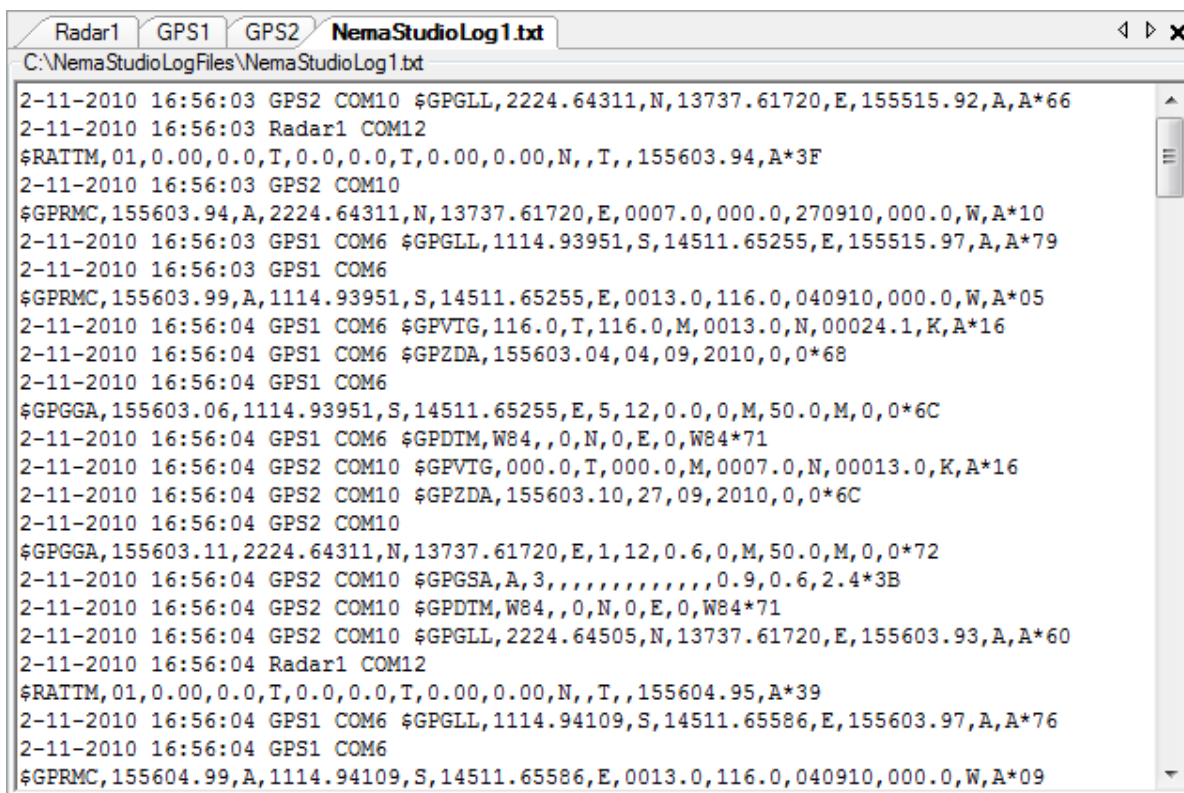 Radar1 GPS1 GPS2 NemaStudioLog1.txt
C:\NemaStudioLogFiles\NemaStudioLog1.txt
2-11-2010 16:56:03 GPS2 COM10 $GPGLL,2224.64311,N,13737.61720,E,155515.92,A,A*66
2-11-2010 16:56:03 Radar1 COM12
$RATTM,01,0.00,0.0,T,0.0,0.0,T,0.00,0.00,N,,T,,155603.94,A*3F
2-11-2010 16:56:03 GPS2 COM10
$GPRMC,155603.94,A,2224.64311,N,13737.61720,E,0007.0,000.0,270910,000.0,W,A*10
2-11-2010 16:56:03 GPS1 COM6 $GPGLL,1114.93951,S,14511.65255,E,155515.97,A,A*79
2-11-2010 16:56:03 GPS1 COM6
$GPRMC,155603.99,A,1114.93951,S,14511.65255,E,0013.0,116.0,040910,000.0,W,A*05
2-11-2010 16:56:04 GPS1 COM6 $GPVTG,116.0,T,116.0,M,0013.0,N,00024.1,K,A*16
2-11-2010 16:56:04 GPS1 COM6 $GPZDA,155603.04,04,09,2010,0,0*68
2-11-2010 16:56:04 GPS1 COM6
$GPGGA,155603.06,1114.93951,S,14511.65255,E,5,12,0.0,0,M,50.0,M,0,0*6C
2-11-2010 16:56:04 GPS1 COM6 $GPDTM,W84,,0,N,0,E,0,W84*71
2-11-2010 16:56:04 GPS2 COM10 $GPVTG,000.0,T,000.0,M,0007.0,N,00013.0,K,A*16
2-11-2010 16:56:04 GPS2 COM10 $GPZDA,155603.10,27,09,2010,0,0*6C
2-11-2010 16:56:04 GPS2 COM10
$GPGGA,155603.11,2224.64311,N,13737.61720,E,1,12,0.6,0,M,50.0,M,0,0*72
2-11-2010 16:56:04 GPS2 COM10 $GPGSA,A,3,,,,,,,,,,,,,0.9,0.6,2.4*3B
2-11-2010 16:56:04 GPS2 COM10 $GPDTM,W84,,0,N,0,E,0,W84*71
2-11-2010 16:56:04 GPS2 COM10 $GPGLL,2224.64505,N,13737.61720,E,155603.93,A,A*60
2-11-2010 16:56:04 Radar1 COM12
$RATTM,01,0.00,0.0,T,0.0,0.0,T,0.00,0.00,N,,T,,155604.95,A*39
2-11-2010 16:56:04 GPS1 COM6 $GPGLL,1114.94109,S,14511.65586,E,155603.97,A,A*76
2-11-2010 16:56:04 GPS1 COM6
$GPRMC,155604.99,A,1114.94109,S,14511.65586,E,0013.0,116.0,040910,000.0,W,A*09